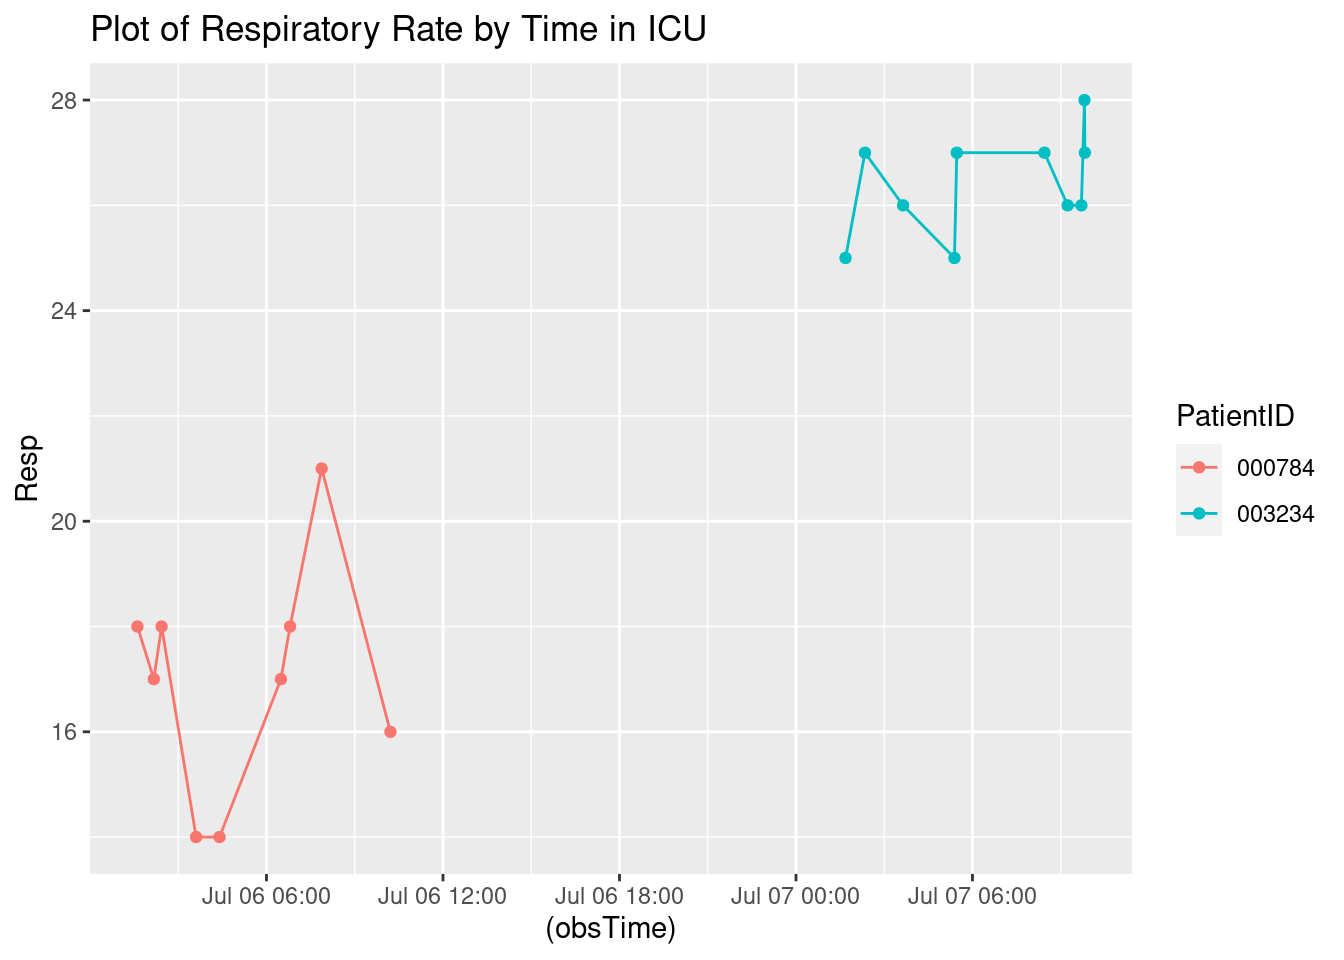 Plot of Respiratory Rate by Time in ICU
28
24
20
16
Resp
Jul 06 06:00
Jul 06 12:00
Jul 06 18:00
Jul 07 00:00
Jul 07 06:00
(obsTime)
PatientID
000784
003234